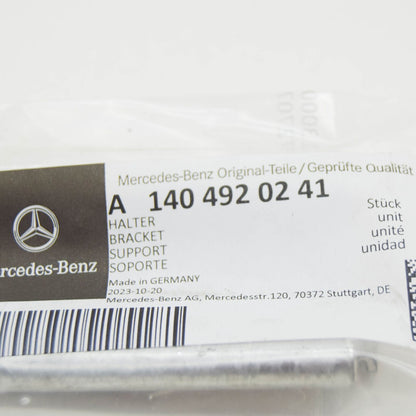 Mercedes-Benz Original-Teile/Geprüfte Qualität
A 140 492 02 41
HALTER
BRACKET
SUPPORT
SOPORTE
Stück
unit
unité
unidad
Made in GERMANY
2023-10-20
Mercedes-Benz AG, Mercedesstr.120, 70372 Stuttgart, DE
rcedes-Benz